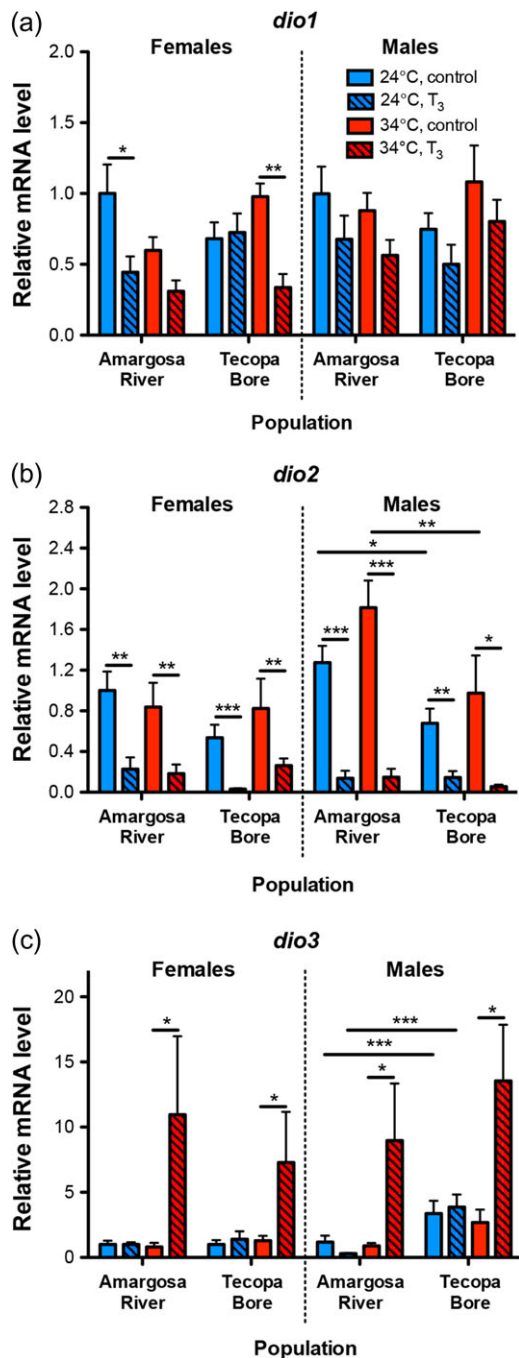 (a) dio1
Females Males
24°C, control
24°C, T3
34°C, control
34°C, T3
Relative mRNA level
2.0
1.5
1.0
0.5
0.0
* **
Amargosa River Tecopa Bore Amargosa River Tecopa Bore
Population
(b) dio2
Females Males
Relative mRNA level
2.8
2.4
2.0
1.6
1.2
0.8
0.4
0.0
**
* ***
*** *
** ** *** ** **
Amargosa River Tecopa Bore Amargosa River Tecopa Bore
Population
(c) dio3
Females Males
Relative mRNA level
20
15
10
5
0
*** *
* ***
* *
Amargosa River Tecopa Bore Amargosa River Tecopa Bore
Population